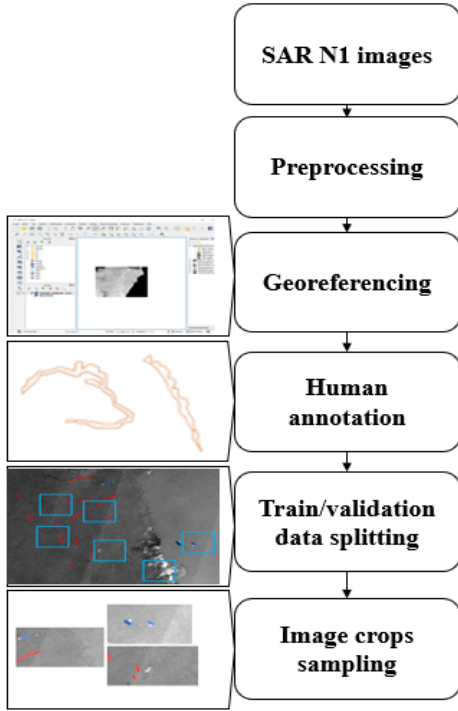 SAR N1 images
Preprocessing
Georeferencing
Human
annotation
Train/validation
data splitting
Image crops
sampling